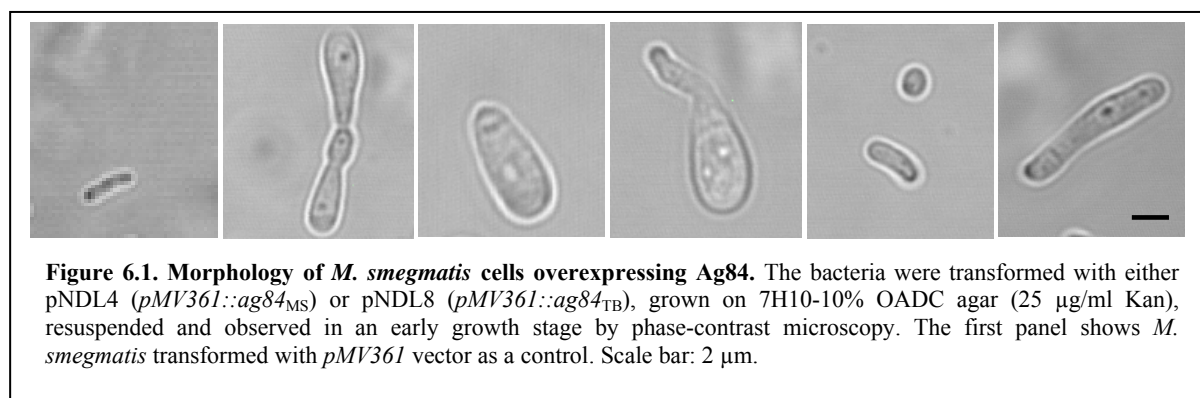 Figure 6.1. Morphology of M. smegmatis cells overexpressing Ag84. The bacteria were transformed with either
pNDL4 (pMV361::ag84MS) or pNDL8 (pMV361::ag84TB), grown on 7H10-10% OADC agar (25 µg/ml Kan),
resuspended and observed in an early growth stage by phase-contrast microscopy. The first panel shows M.
smegmatis transformed with pMV361 vector as a control. Scale bar: 2 µm.